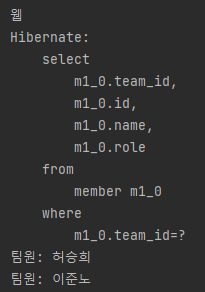 웹
Hibernate:
    select
        m1_0.team_id,
        m1_0.id,
        m1_0.name,
        m1_0.role
    from
        member m1_0
    where
        m1_0.team_id=?
팀원: 허승희
팀원: 이준노